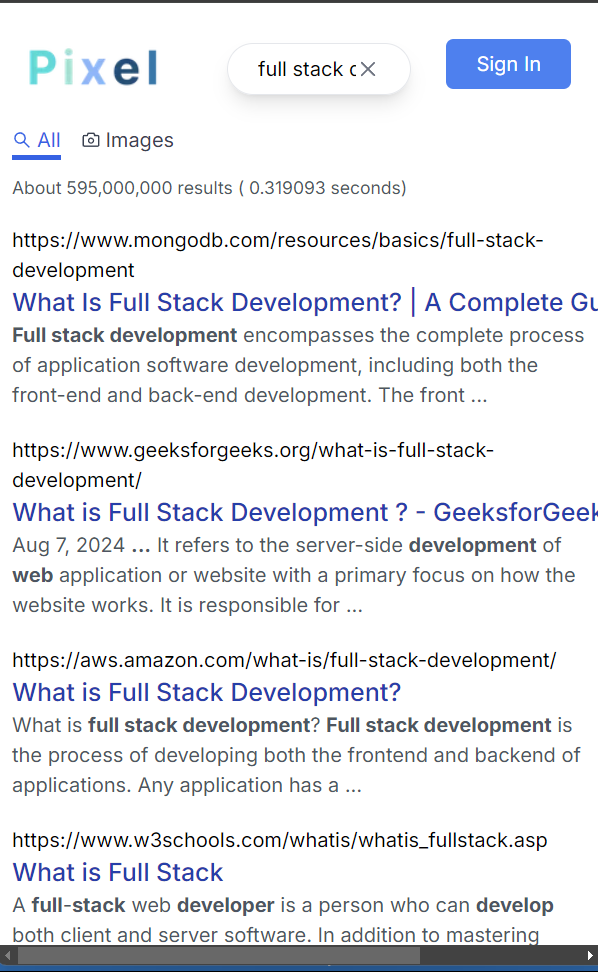 Pixel
full stack
Sign In
All
Images
About 595,000,000 results ( 0.319093 seconds)
https://www.mongodb.com/resources/basics/full-stack-
development
What Is Full Stack Development? | A Complete Gu
Full stack development encompasses the complete process
of application software development, including both the
front-end and back-end development. The front ...
https://www.geeksforgeeks.org/what-is-full-stack-
development/
What is Full Stack Development ? - GeeksforGeek
Aug 7, 2024 ... It refers to the server-side development of
web application or website with a primary focus on how the
website works. It is responsible for ...
https://aws.amazon.com/what-is/full-stack-development/
What is Full Stack Development?
What is full stack development? Full stack development is
the process of developing both the frontend and backend of
applications. Any application has a ...
https://www.w3schools.com/whatis/whatis_fullstack.asp
What is Full Stack
A full-stack web developer is a person who can develop
both client and server software. In addition to mastering